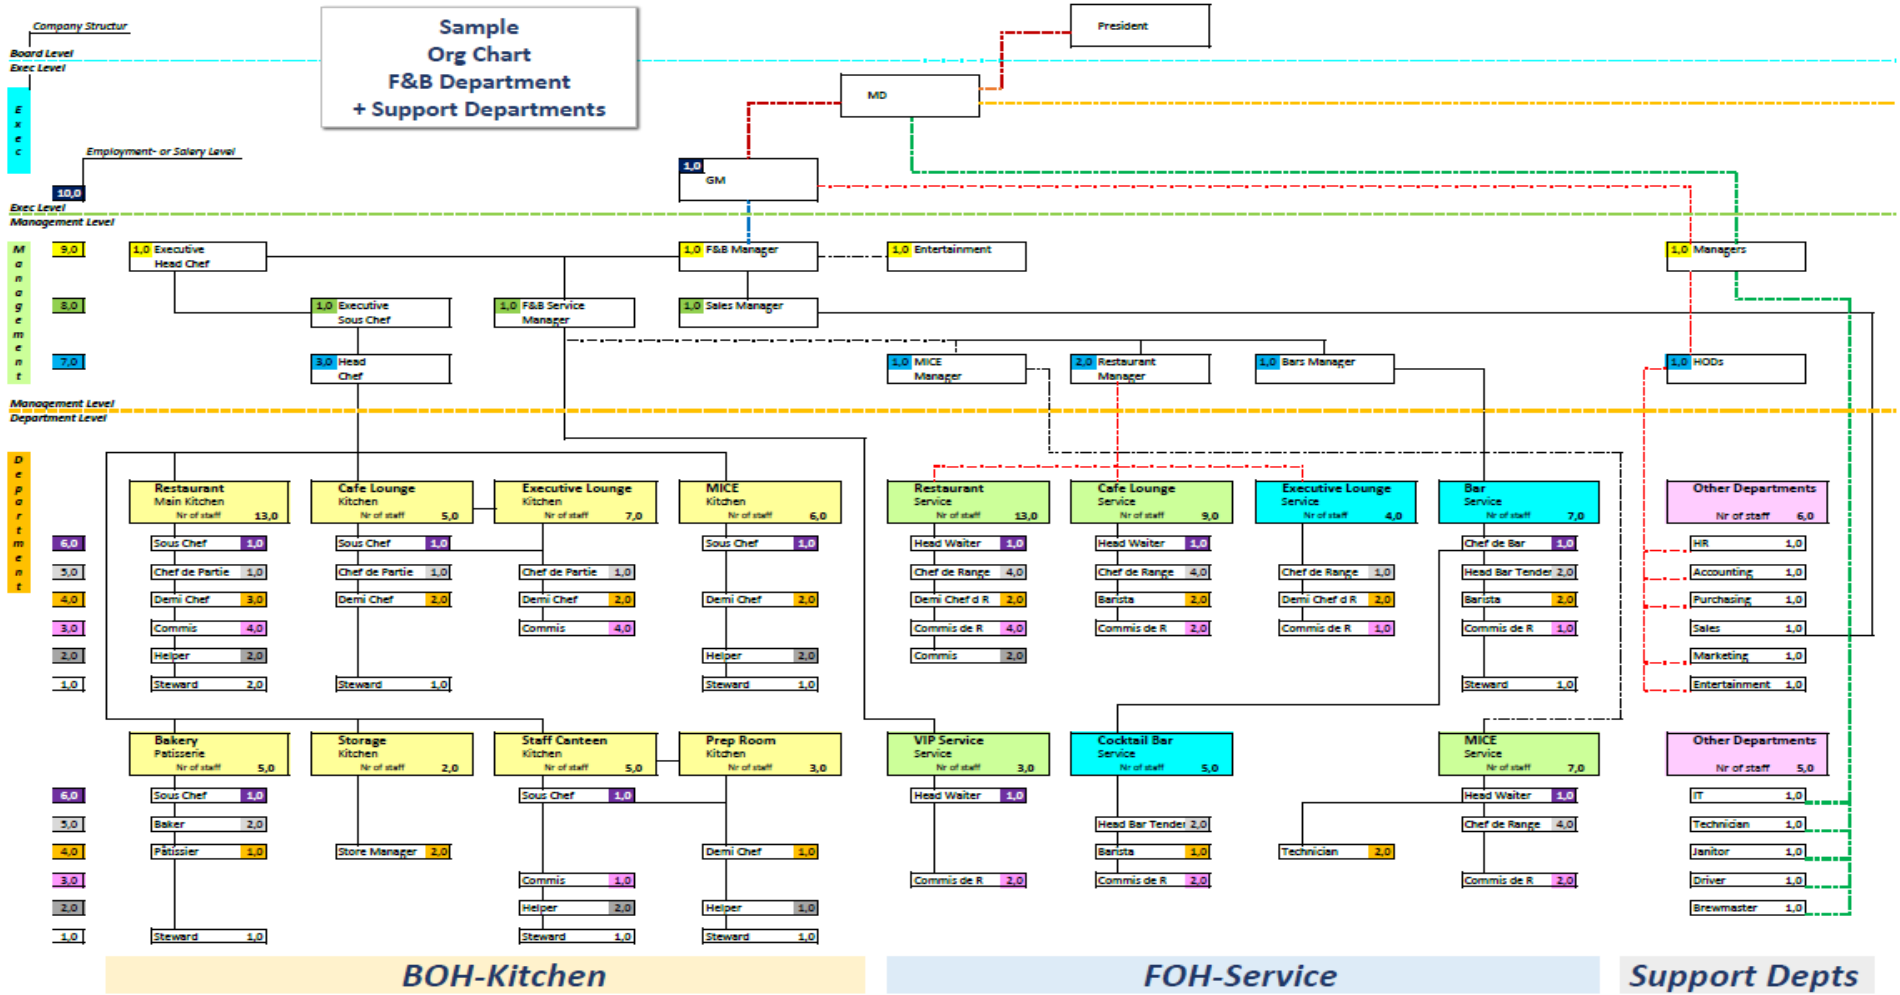 Company Structur
Board Level
Exec Level
E
x
e
c
Sample
Org Chart
F&B Department
+ Support Departments
President
MD
Employment- or Salery Level
10,0
1,0
GM
Exec Level
Management Level
M
a
n
a
g
e
m
e
n
t
9,0
8,0
7,0
1,0 Executive
Head Chef
1,0 F&B Manager
1,0 Entertainment
1,0 Managers
1,0 Executive
Sous Chef
1,0 F&B Service
Manager
1,0 Sales Manager
3,0 Head
Chef
1,0 MICE
Manager
2,0 Restaurant
Manager
1,0 Bars Manager
1,0 HODs
Management Level
Department Level
D
e
p
a
r
t
m
e
n
t
6,0
5,0
4,0
3,0
2,0
1,0
Restaurant
Main Kitchen
Nr of staff 13,0
Sous Chef 1,0
Chef de Partie 1,0
Demi Chef 3,0
Commis 4,0
Helper 2,0
Steward 2,0
Cafe Lounge
Kitchen
Nr of staff 5,0
Sous Chef 1,0
Chef de Partie 1,0
Demi Chef 2,0
Steward 1,0
Executive Lounge
Kitchen
Nr of staff 7,0
Chef de Partie 1,0
Demi Chef 2,0
Commis 4,0
MICE
Kitchen
Nr of staff 6,0
Sous Chef 1,0
Demi Chef 2,0
Helper 2,0
Steward 1,0
Restaurant
Service
Nr of staff 13,0
Head Waiter 1,0
Chef de Range 4,0
Demi Chef d R 2,0
Commis de R 4,0
Commis 2,0
Cafe Lounge
Service
Nr of staff 9,0
Head Waiter 1,0
Chef de Range 4,0
Barista 2,0
Commis de R 2,0
Executive Lounge
Service
Nr of staff 4,0
Chef de Range 1,0
Demi Chef d R 2,0
Commis de R 1,0
Bar
Service
Nr of staff 7,0
Chef de Bar 1,0
Head Bar Tender 2,0
Barista 2,0
Commis de R 1,0
Steward 1,0
Other Departments
Nr of staff 6,0
HR 1,0
Accounting 1,0
Purchasing 1,0
Sales 1,0
Marketing 1,0
Entertainment 1,0
6,0
5,0
4,0
3,0
2,0
1,0
Bakery
Patisserie
Nr of staff 5,0
Sous Chef 1,0
Baker 2,0
Pâtissier 1,0
Steward 1,0
Storage
Kitchen
Nr of staff 2,0
Store Manager 2,0
Staff Canteen
Kitchen
Nr of staff 5,0
Sous Chef 1,0
Commis 1,0
Helper 2,0
Steward 1,0
Prep Room
Kitchen
Nr of staff 3,0
Demi Chef 1,0
Helper 1,0
Steward 1,0
VIP Service
Service
Nr of staff 3,0
Head Waiter 1,0
Commis de R 2,0
Cocktail Bar
Service
Nr of staff 5,0
Head Bar Tender 2,0
Barista 1,0
Commis de R 2,0
Technician 2,0
MICE
Service
Nr of staff 7,0
Head Waiter 1,0
Chef de Range 4,0
Commis de R 2,0
Other Departments
Nr of staff 5,0
IT 1,0
Technician 1,0
Janitor 1,0
Driver 1,0
Brewmaster 1,0
BOH-Kitchen
FOH-Service
Support Depts